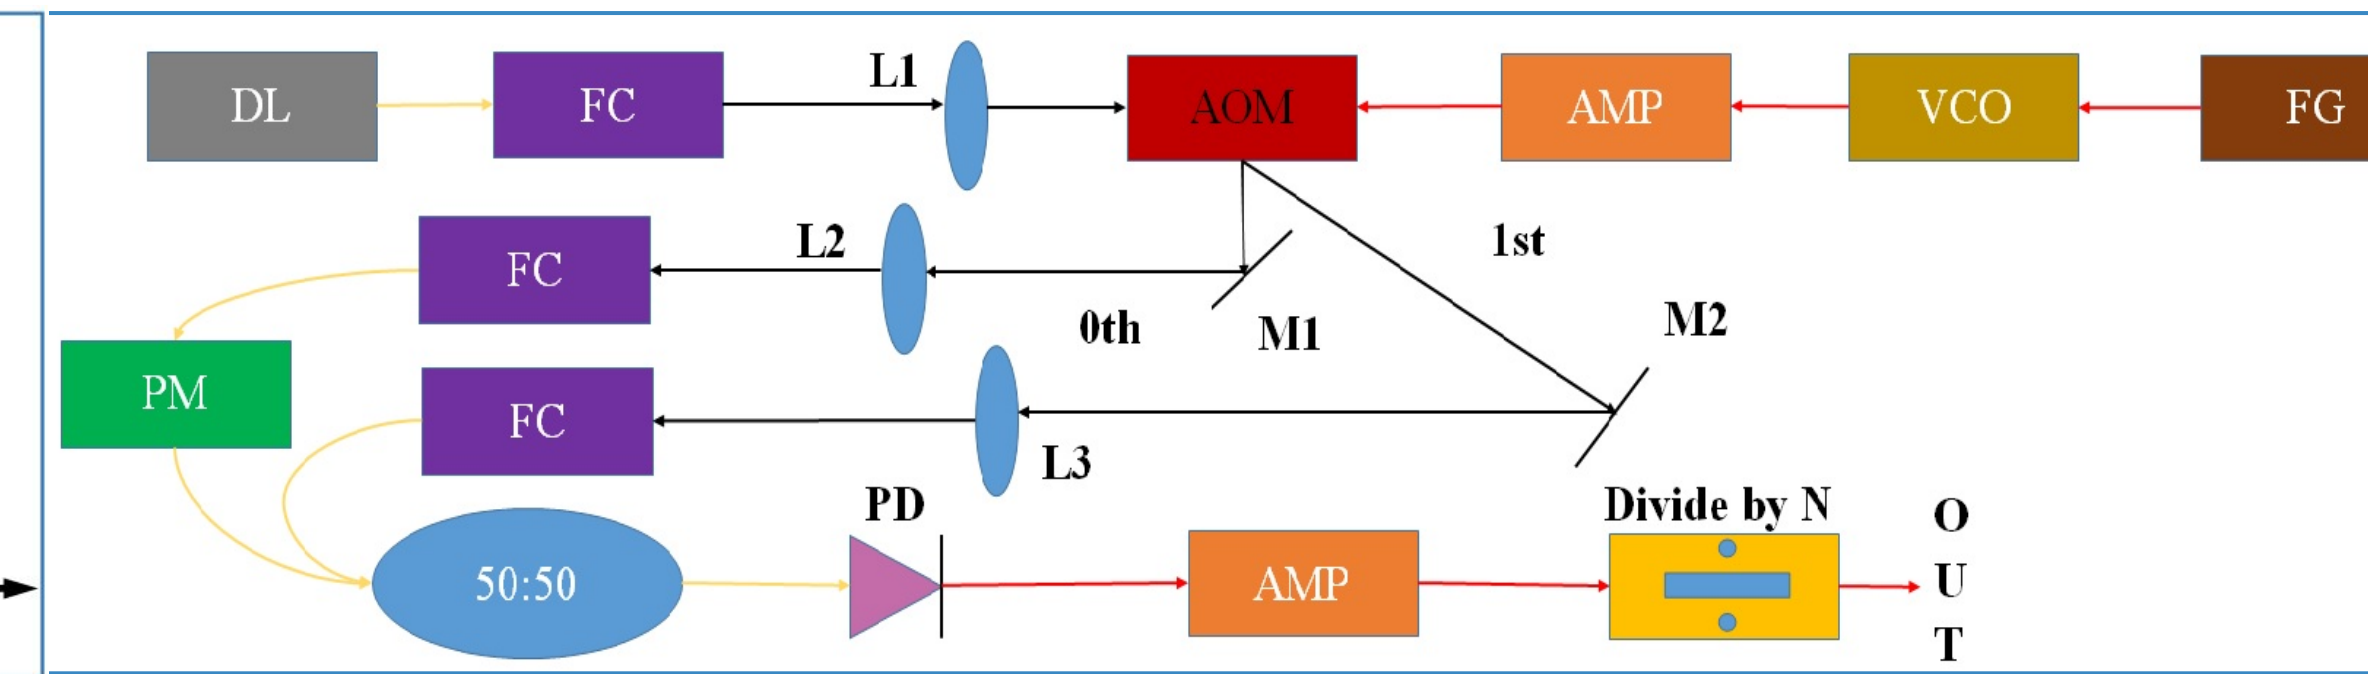 DL
FC
L1
AOM
AMP
VCO
FG
FC
L2
0th
M1
1st
M2
PM
FC
L3
50:50
PD
AMP
Divide by N
O
U
T